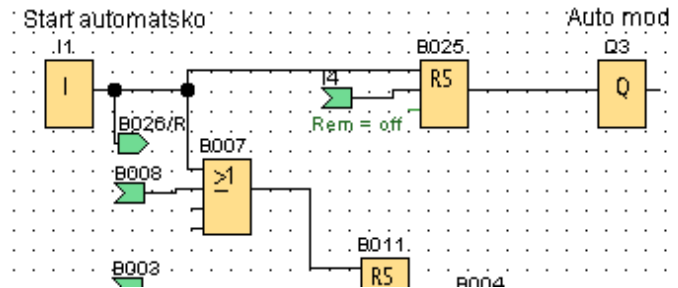 Start automatsko
Auto mod
I1
B025
Q3
I
I4
RS
Q
Rem = off
B026/R
B007
B008
≥1
B011
B003
RS
B004